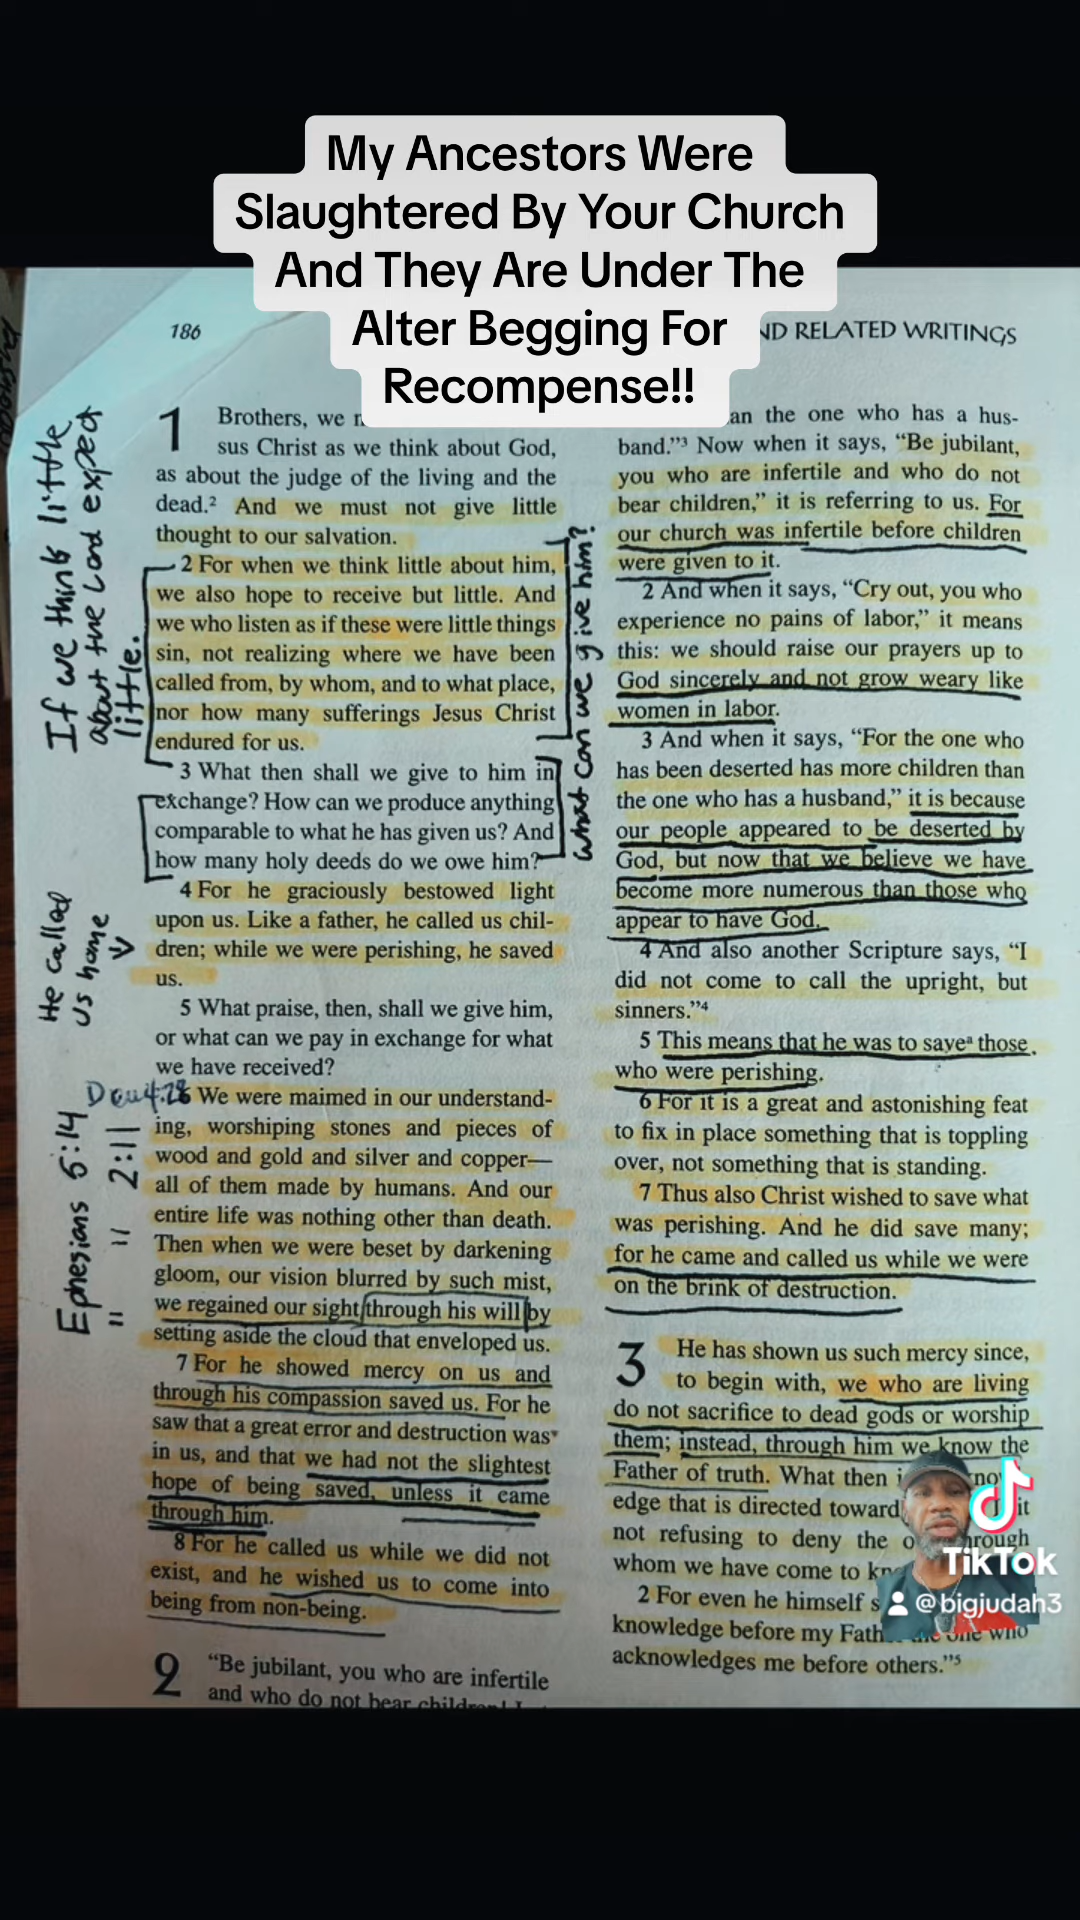 My Ancestors Were
Slaughtered By Your Church
And They Are Under The
Alter Begging For
Recompense!!
186
ND RELATED WRITINGS
1 Brothers, we
sus Christ as we think about God,
as about the judge of the living and the
dead.² And we must not give little
thought to our salvation.
2 For when we think little about him,
we also hope to receive but little. And
we who listen as if these were little things
sin, not realizing where we have been
called from, by whom, and to what place,
nor how many sufferings Jesus Christ
endured for us.
3 What then shall we give to him in
exchange? How can we produce anything
comparable to what he has given us? And
how many holy deeds do we owe him?
4 For he graciously bestowed light
upon us. Like a father, he called us chil-
dren; while we were perishing, he saved
us.
5 What praise, then, shall we give him,
or what can we pay in exchange for what
we have received?
6 We were maimed in our understand-
ing, worshiping stones and pieces of
wood and gold and silver and copper—
all of them made by humans. And our
entire life was nothing other than death.
Then when we were beset by darkening
gloom, our vision blurred by such mist,
we regained our sight through his will by
setting aside the cloud that enveloped us.
7 For he showed mercy on us and
through his compassion saved us. For he
saw that a great error and destruction was
in us, and that we had not the slightest
hope of being saved, unless it came
through him.
8 For he called us while we did not
exist, and he wished us to come into
being from non-being.
2 "Be jubilant, you who are infertile
and who do not bear children!
an the one who has a hus-
band."³ Now when it says, "Be jubilant,
you who are infertile and who do not
bear children," it is referring to us. For
our church was infertile before children
were given to it.
2 And when it says, "Cry out, you who
experience no pains of labor," it means
this: we should raise our prayers up to
God sincerely and not grow weary like
women in labor.
3 And when it says, "For the one who
has been deserted has more children than
the one who has a husband," it is because
our people appeared to be deserted by
God, but now that we believe we have
become more numerous than those who
appear to have God.
4 And also another Scripture says, "I
did not come to call the upright, but
sinners."⁴
5 This means that he was to saveᵃ those
who were perishing.
6 For it is a great and astonishing feat
to fix in place something that is toppling
over, not something that is standing.
7 Thus also Christ wished to save what
was perishing. And he did save many;
for he came and called us while we were
on the brink of destruction.
3 He has shown us such mercy since,
to begin with, we who are living
do not sacrifice to dead gods or worship
them; instead, through him we know the
Father of truth. What then
edge that is directed toward it
not refusing to deny the through
whom we have come to
2 For even he himself
knowledge before my the one who
acknowledges me before others."⁵
If we think little
about the Lord expect
little.
what can we give him?
He called
us home
Ephesians 5:14
" " 2:11
TikTok
@bigjudah3